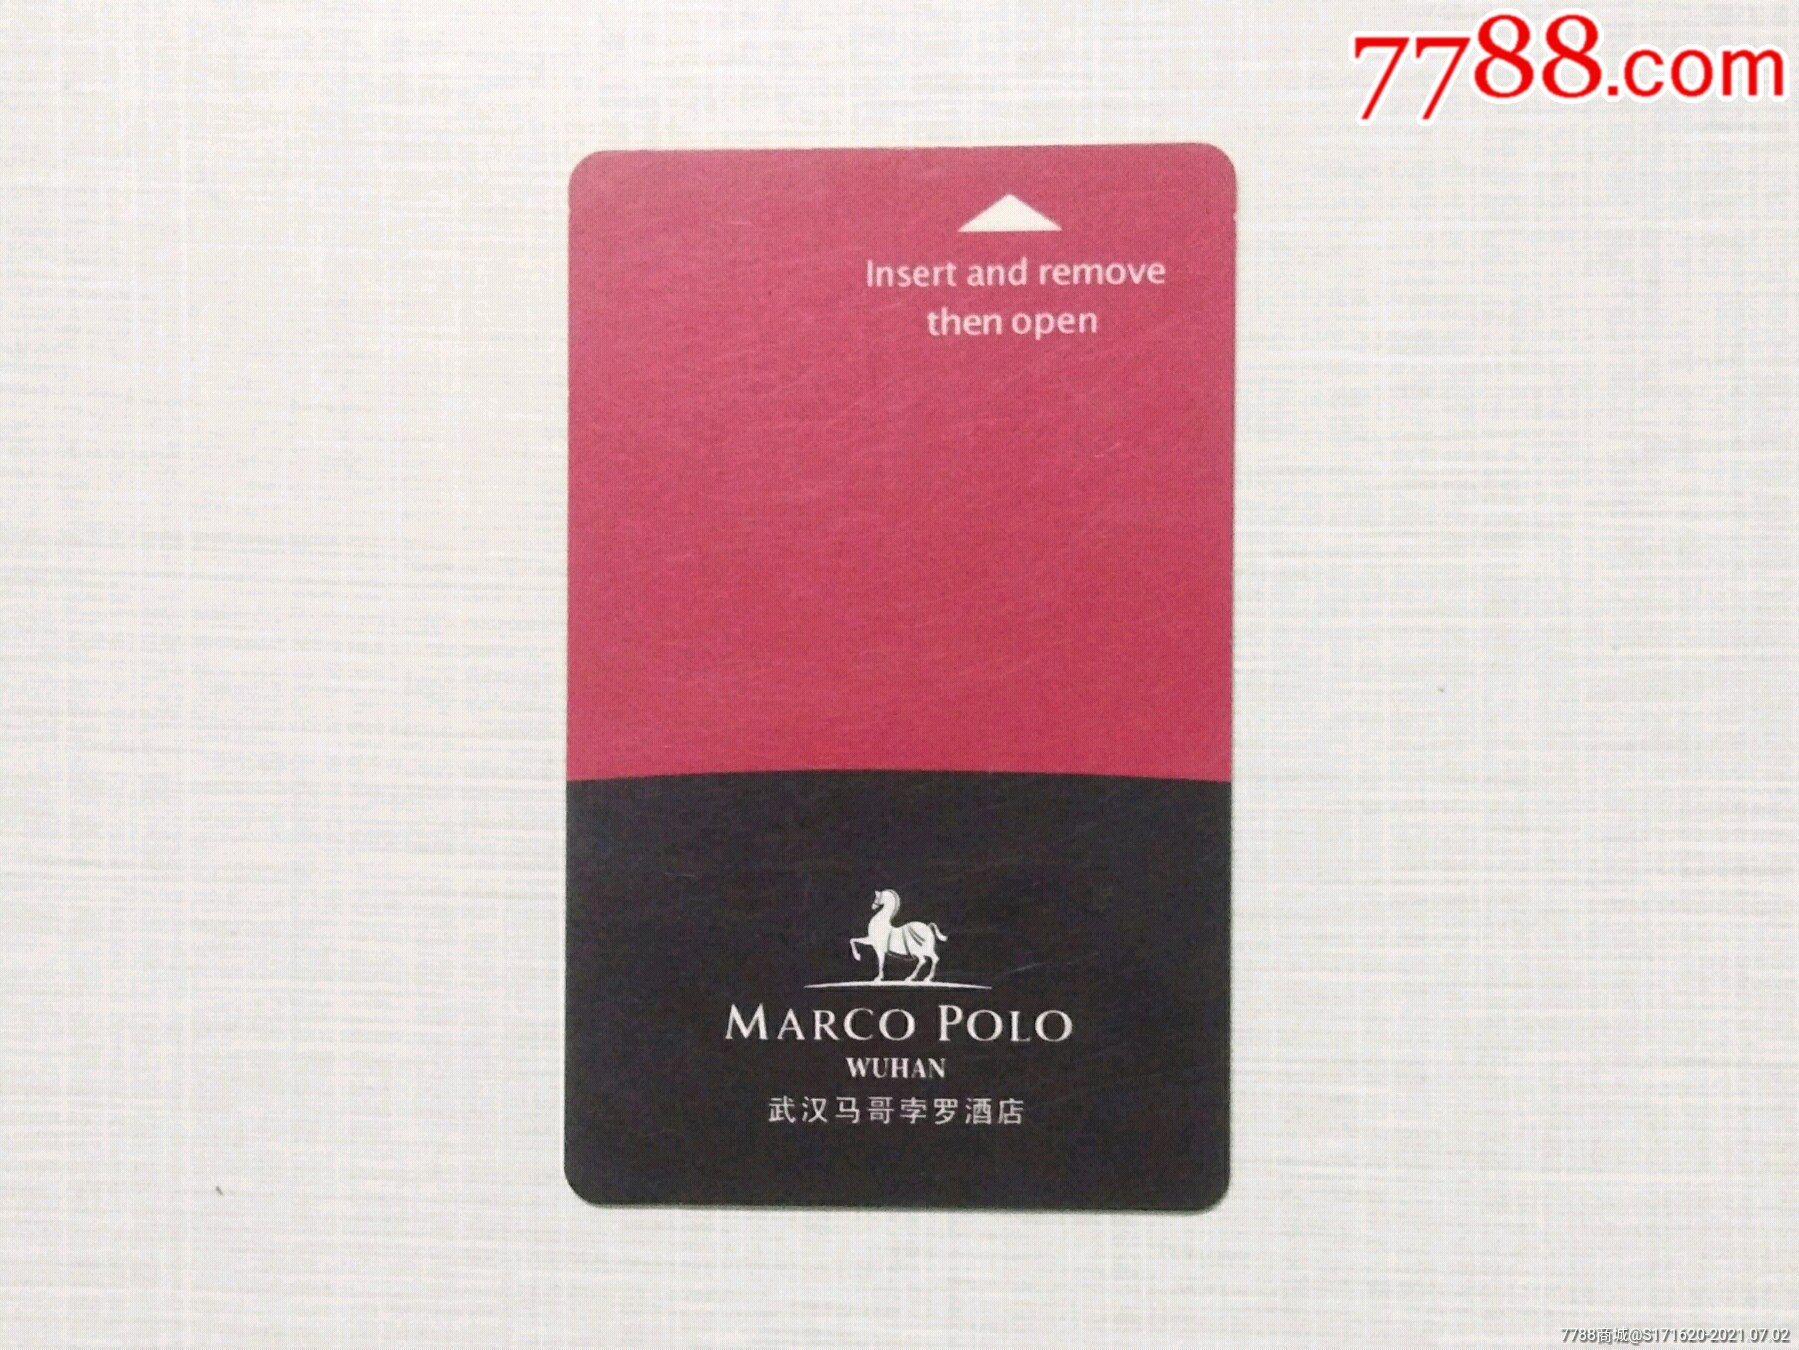 7788.com
Insert and remove
then open
MARCO POLO
WUHAN
武汉马哥孛罗酒店
7788商城@S171620-2021.07.02